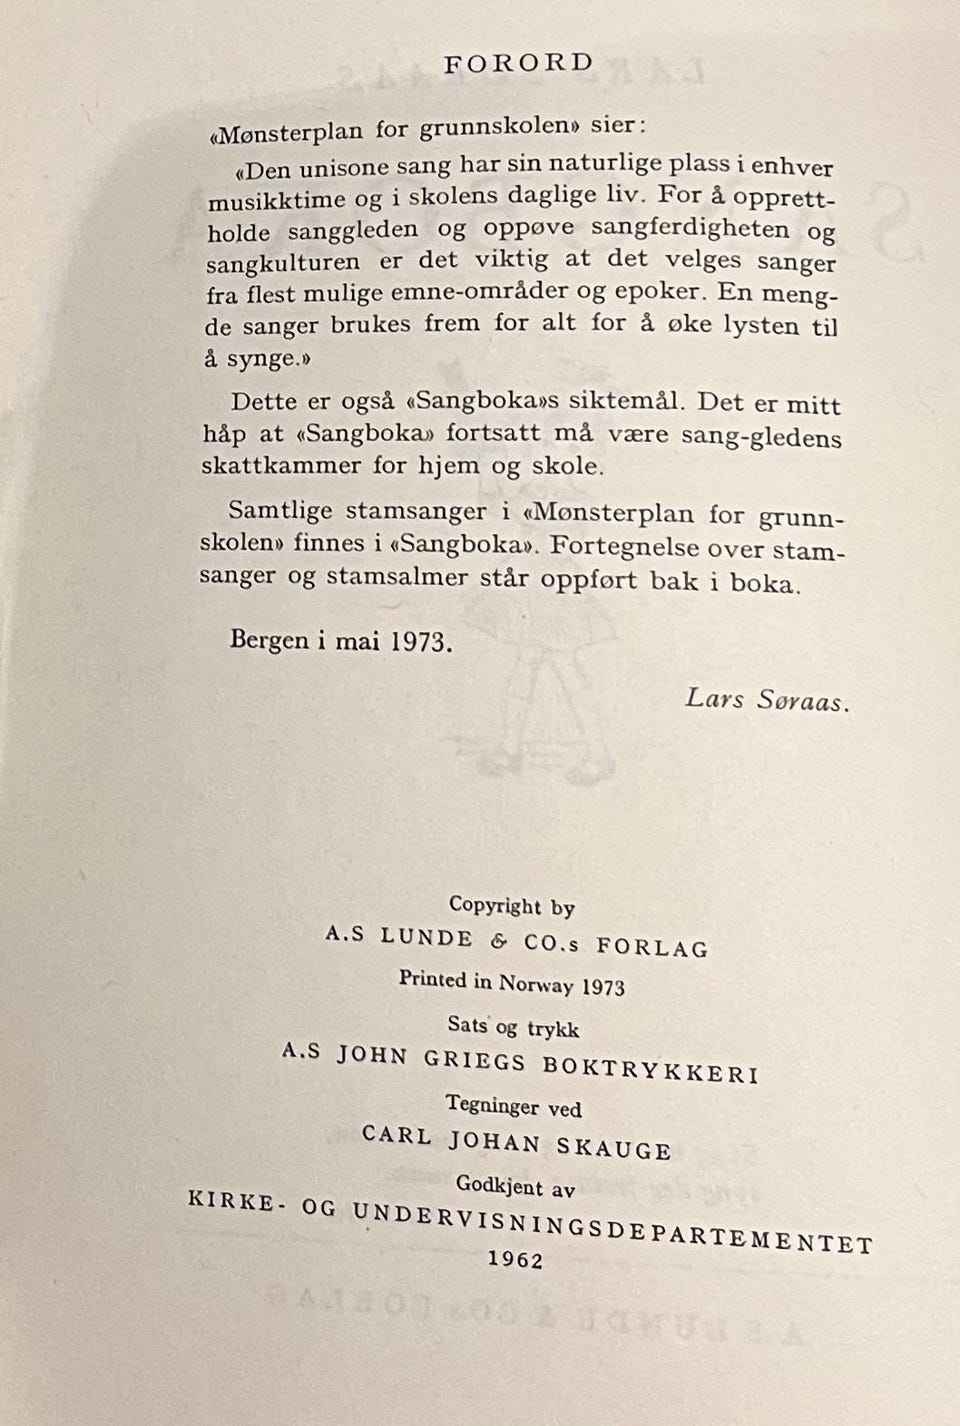 FORORD
«Mønsterplan for grunnskolen» sier:
«Den unisone sang har sin naturlige plass i enhver
musikktime og i skolens daglige liv. For å opprett-
holde sanggleden og oppøve sangferdigheten og
sangkulturen er det viktig at det velges sanger
fra flest mulige emne-områder og epoker. En meng-
de sanger brukes frem for alt for å øke lysten til
å synge.»
Dette er også «Sangboka»s siktemål. Det er mitt
håp at «Sangboka» fortsatt må være sang-gledens
skattkammer for hjem og skole.
Samtlige stamsanger i «Mønsterplan for grunn-
skolen» finnes i «Sangboka». Fortegnelse over stam-
sanger og stamsalmer står oppført bak i boka.
Bergen i mai 1973.
Lars Søraas.
Copyright by
A.S LUNDE & CO.s FORLAG
Printed in Norway 1973
Sats og trykk
A.S JOHN GRIEGS BOKTRYKKERI
Tegninger ved
CARL JOHAN SKAUGE
Godkjent av
KIRKE- OG UNDERVISNINGSDEPARTEMENTET
1962